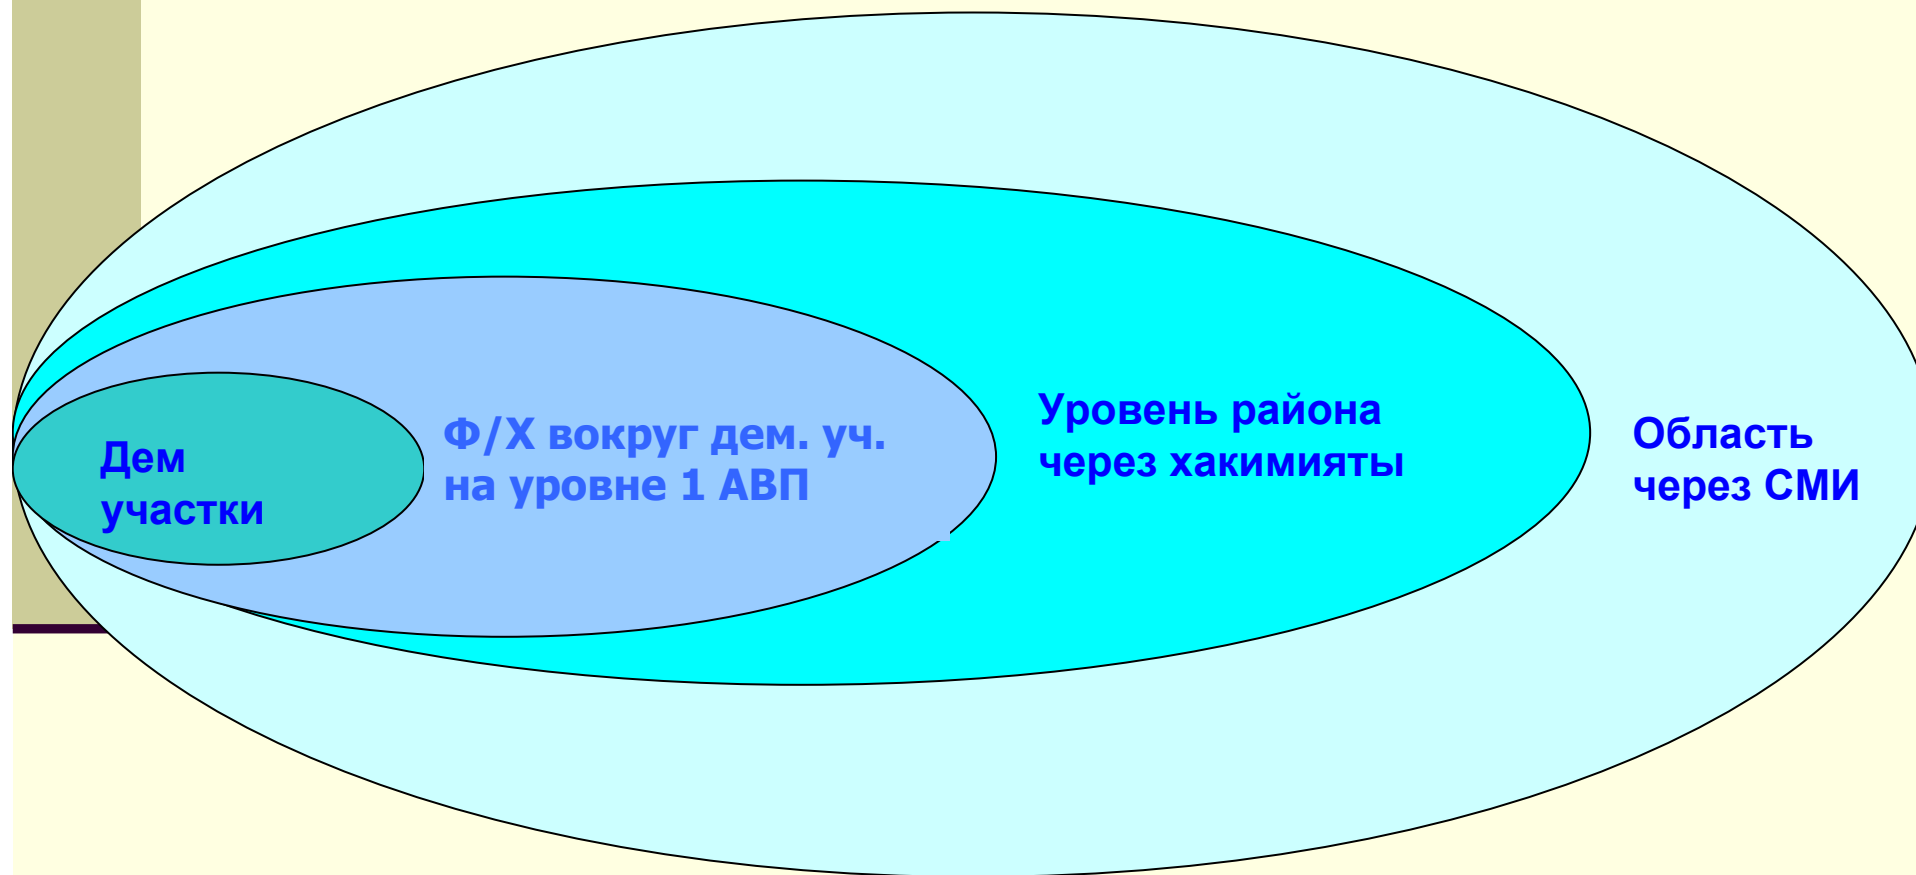 Дем
участки
Ф/Х вокруг дем. уч.
на уровне 1 АВП
Уровень района
через хакимияты
Область
через СМИ